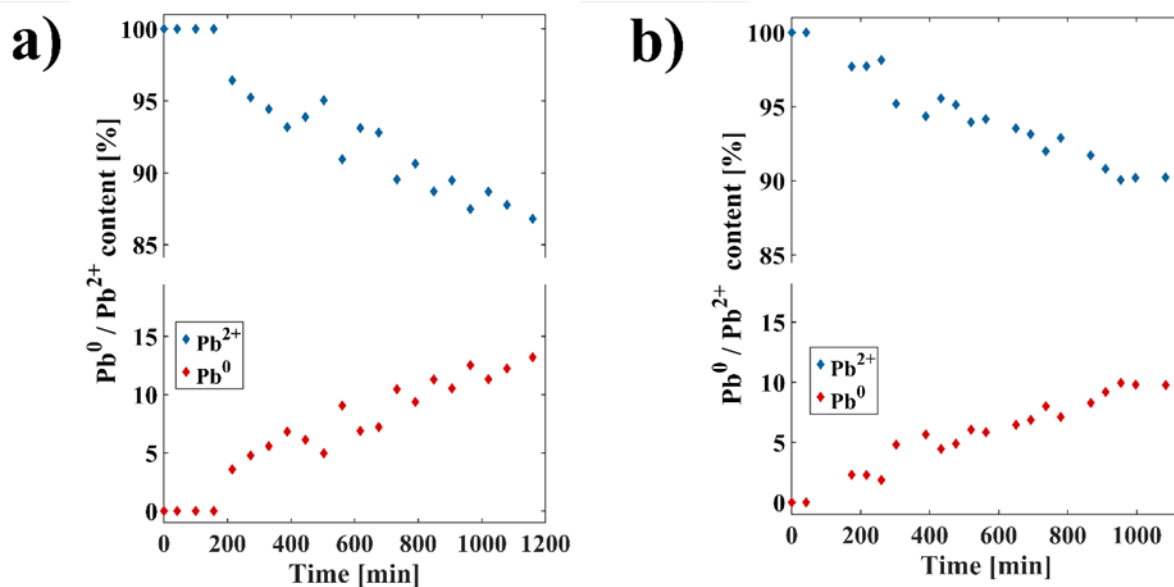 a)
Pb⁰ / Pb²⁺ content [%]
100
95
90
85
15
10
5
0
Pb²⁺
Pb⁰
0 200 400 600 800 1000 1200
Time [min]
b)
Pb⁰ / Pb²⁺ content [%]
100
95
90
85
15
10
5
0
Pb²⁺
Pb⁰
0 200 400 600 800 1000
Time [min]